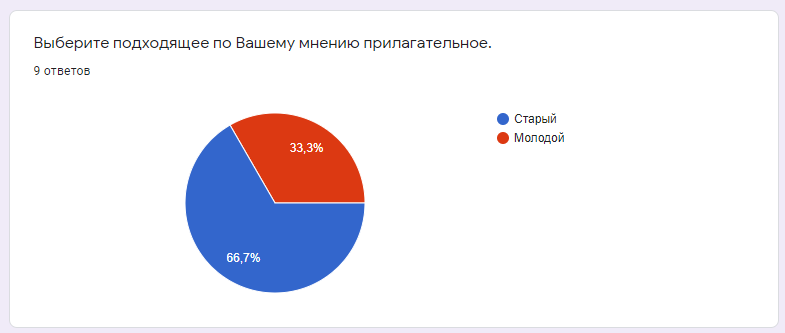 Выберите подходящее по Вашему мнению прилагательное.
9 ответов
Старый
Молодой
33,3%
66,7%